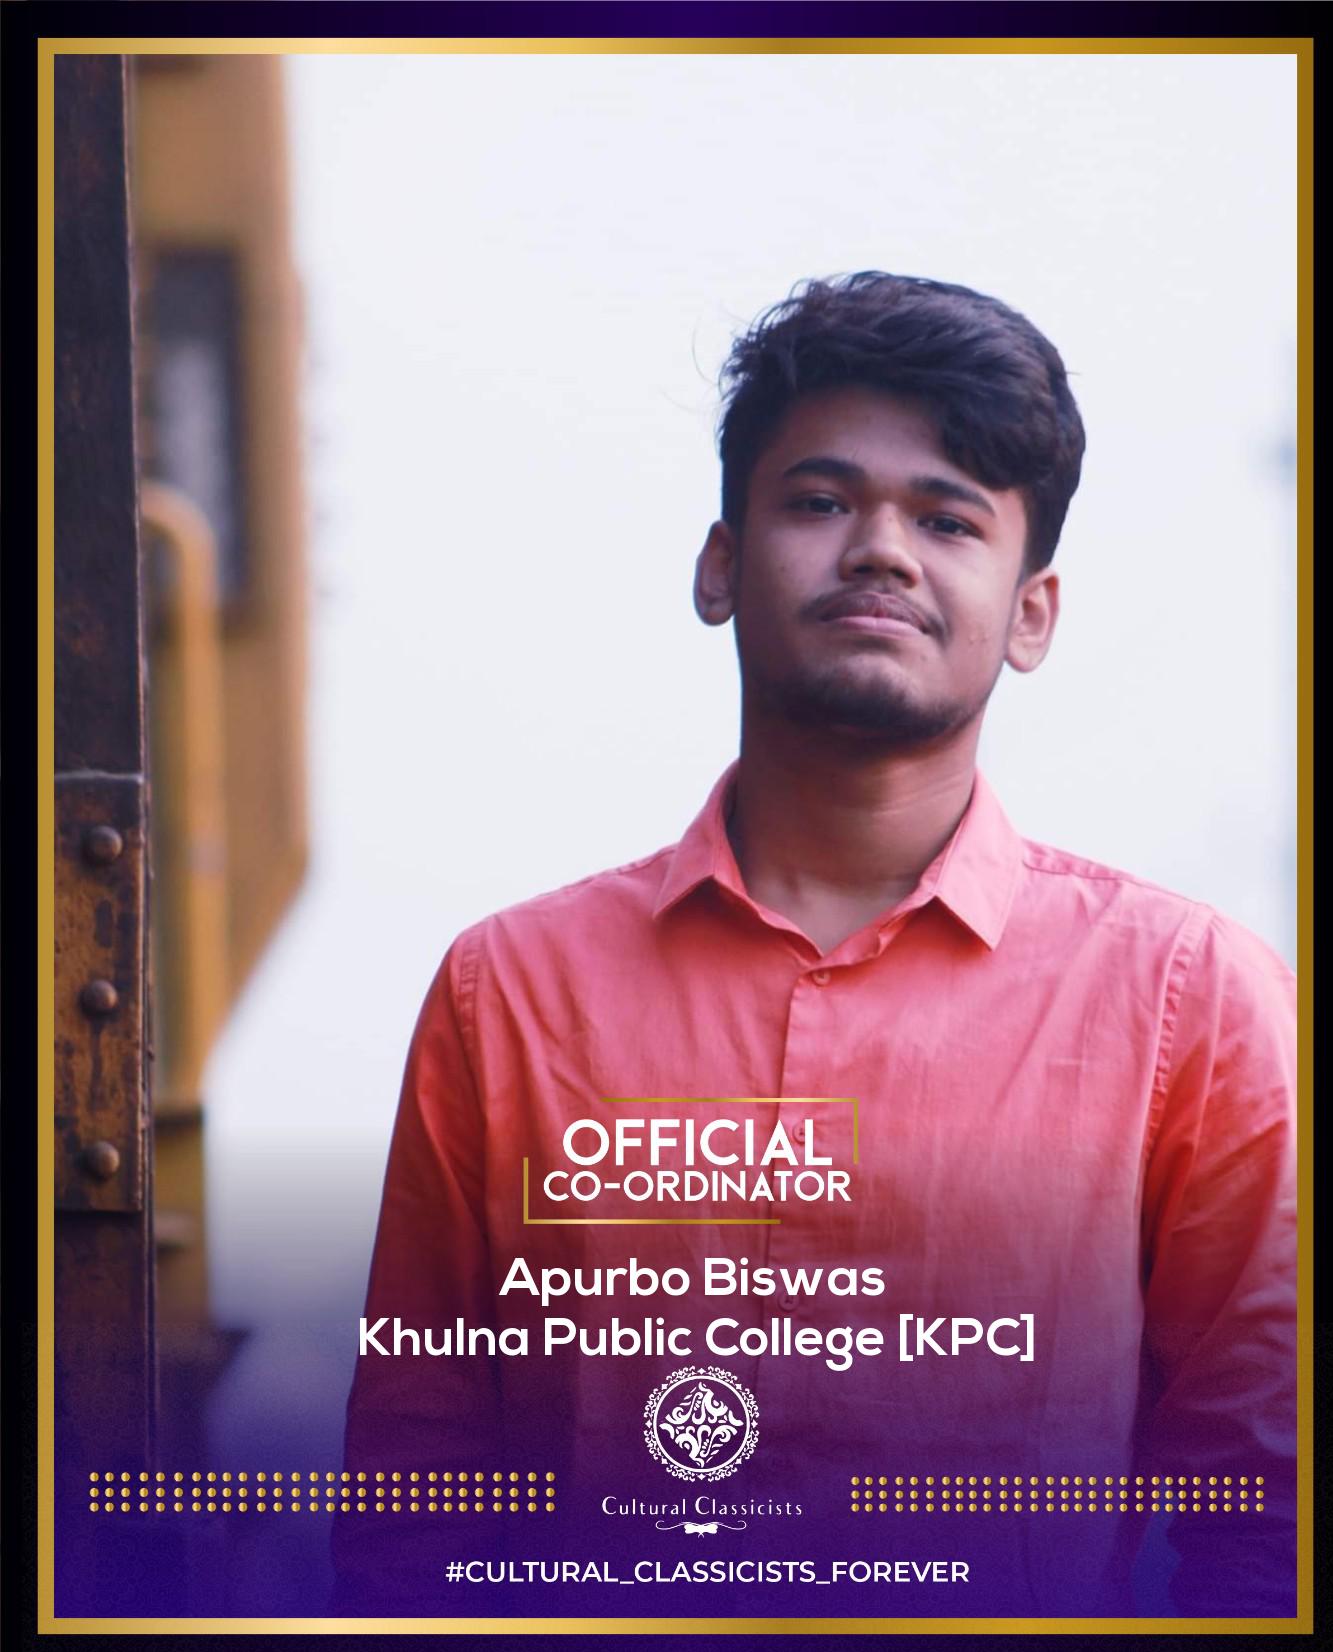 OFFICIAL
CO-ORDINATOR
Apurbo Biswas
Khulna Public College [KPC]
Cultural Classicists
#CULTURAL_CLASSICISTS_FOREVER